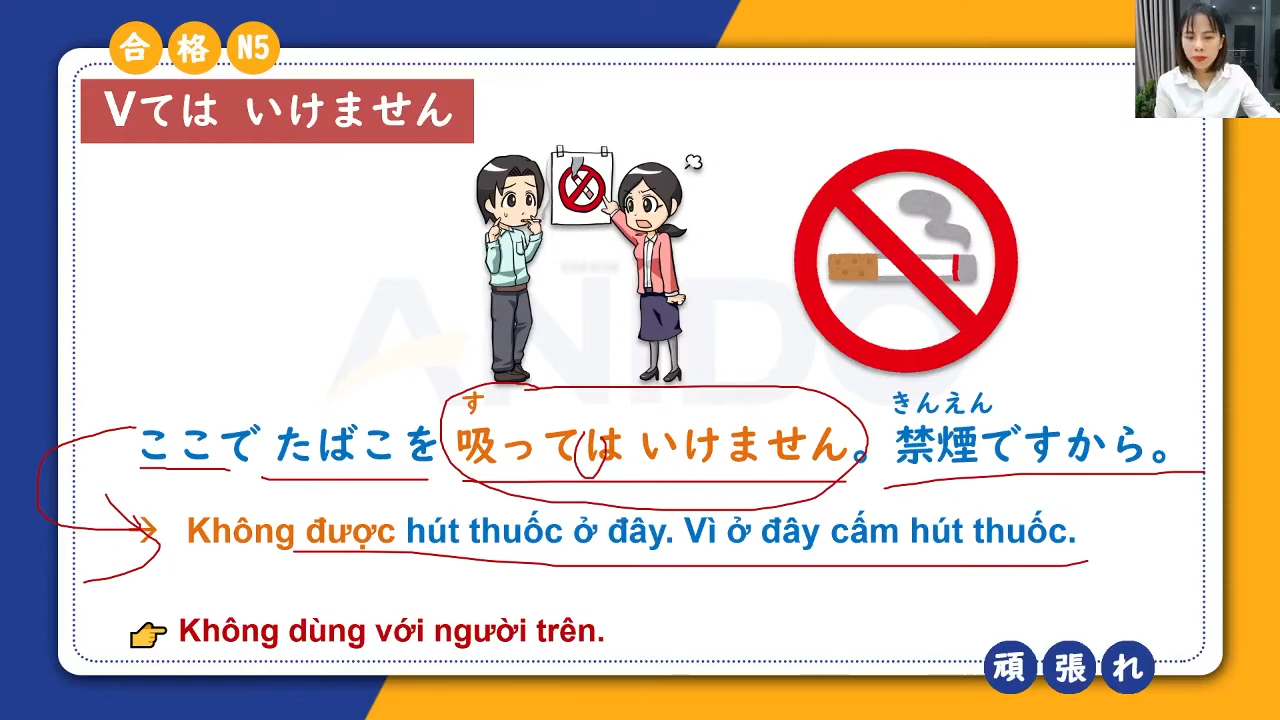 合格 N5
Vては いけません
ANIDO
す
きんえん
ここで たばこを 吸っては いけません。 禁煙ですから。
→ Không được hút thuốc ở đây. Vì ở đây cấm hút thuốc.
👉 Không dùng với người trên.
頑張れ